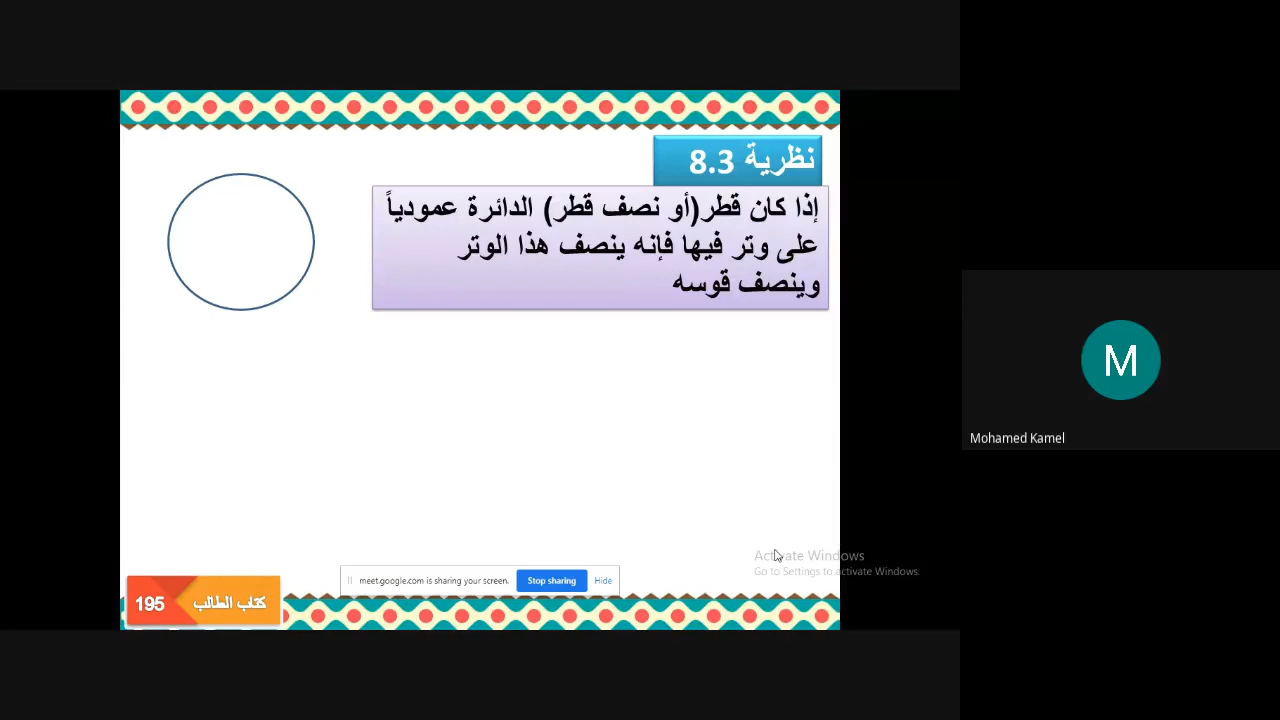 نظرية 8.3
إذا كان قطر(أو نصف قطر) الدائرة عمودياً
على وتر فيها فإنه ينصف هذا الوتر
وينصف قوسه
M
Mohamed Kamel
Activate Windows
Go to Settings to activate Windows.
meet.google.com is sharing your screen.
Stop sharing
Hide
كتاب الطالب 195